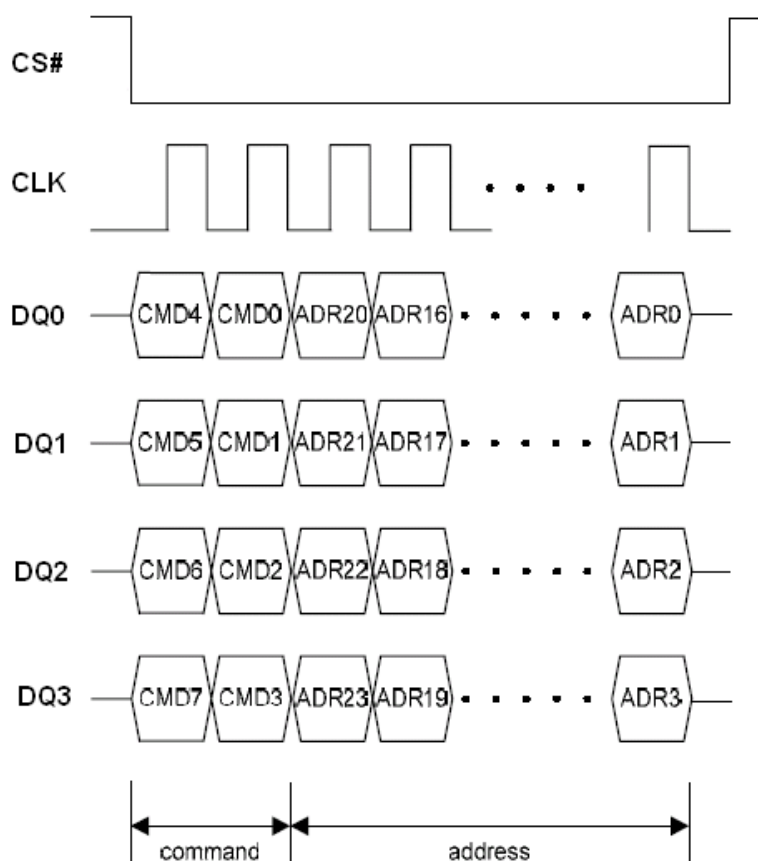 CS#
CLK
DQ0 CMD4 CMD0 ADR20 ADR16 ADR0
DQ1 CMD5 CMD1 ADR21 ADR17 ADR1
DQ2 CMD6 CMD2 ADR22 ADR18 ADR2
DQ3 CMD7 CMD3 ADR23 ADR19 ADR3
command address